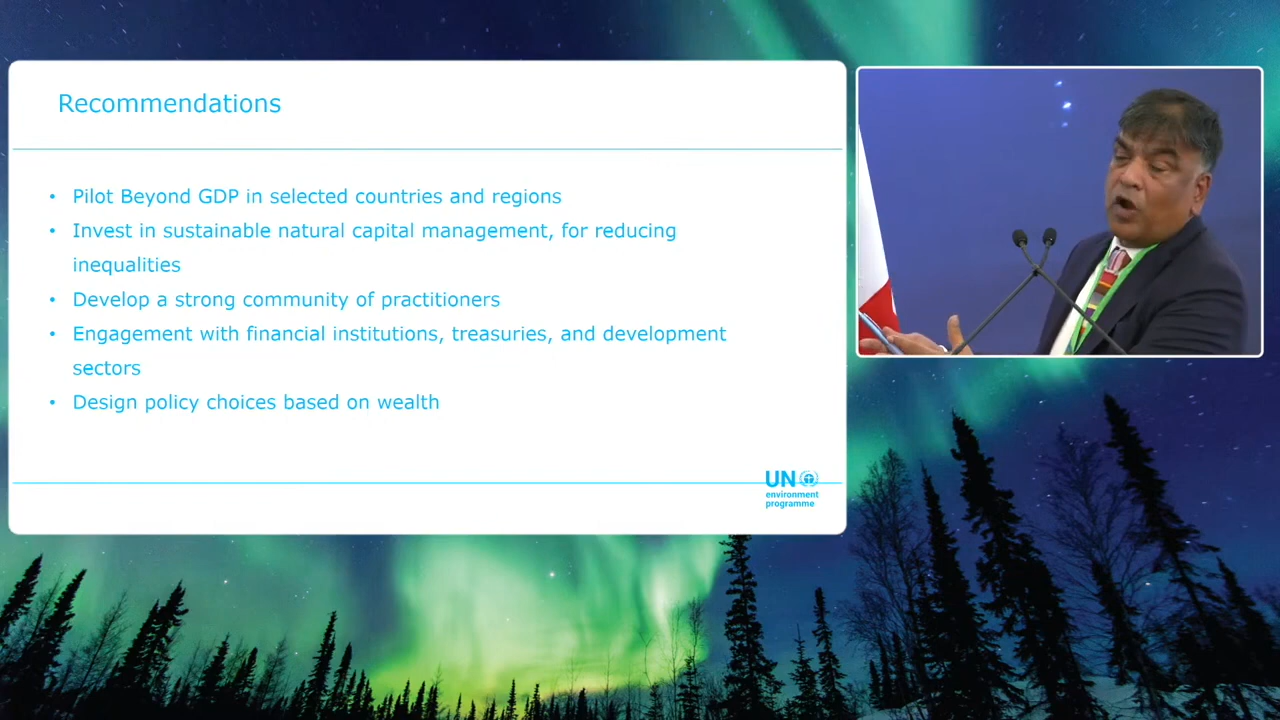 Recommendations
• Pilot Beyond GDP in selected countries and regions
• Invest in sustainable natural capital management, for reducing
inequalities
• Develop a strong community of practitioners
• Engagement with financial institutions, treasuries, and development
sectors
• Design policy choices based on wealth
UN
environment
programme